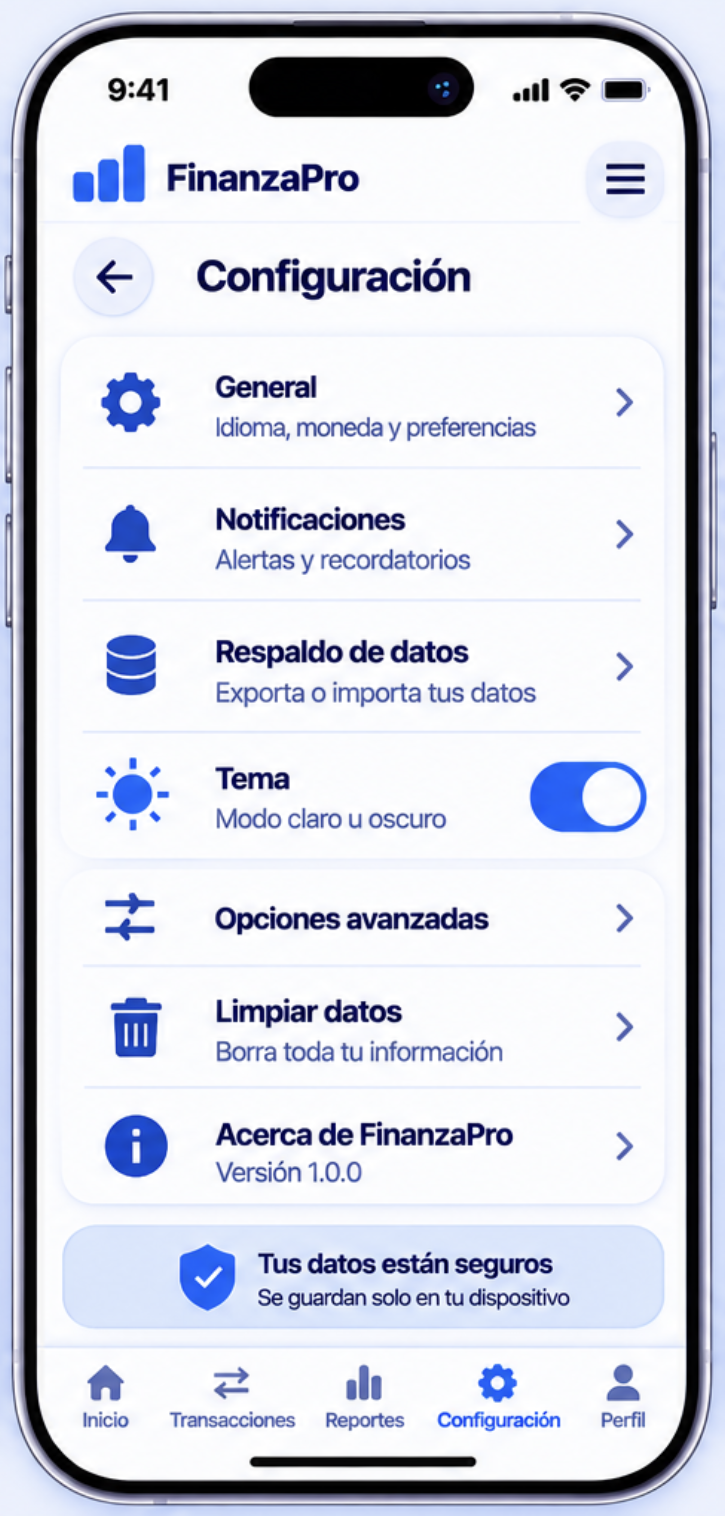 9:41
FinanzaPro
Configuración
General
Idioma, moneda y preferencias
Notificaciones
Alertas y recordatorios
Respaldo de datos
Exporta o importa tus datos
Tema
Modo claro u oscuro
Opciones avanzadas
Limpiar datos
Borra toda tu información
Acerca de FinanzaPro
Versión 1.0.0
Tus datos están seguros
Se guardan solo en tu dispositivo
Inicio Transacciones Reportes Configuración Perfil